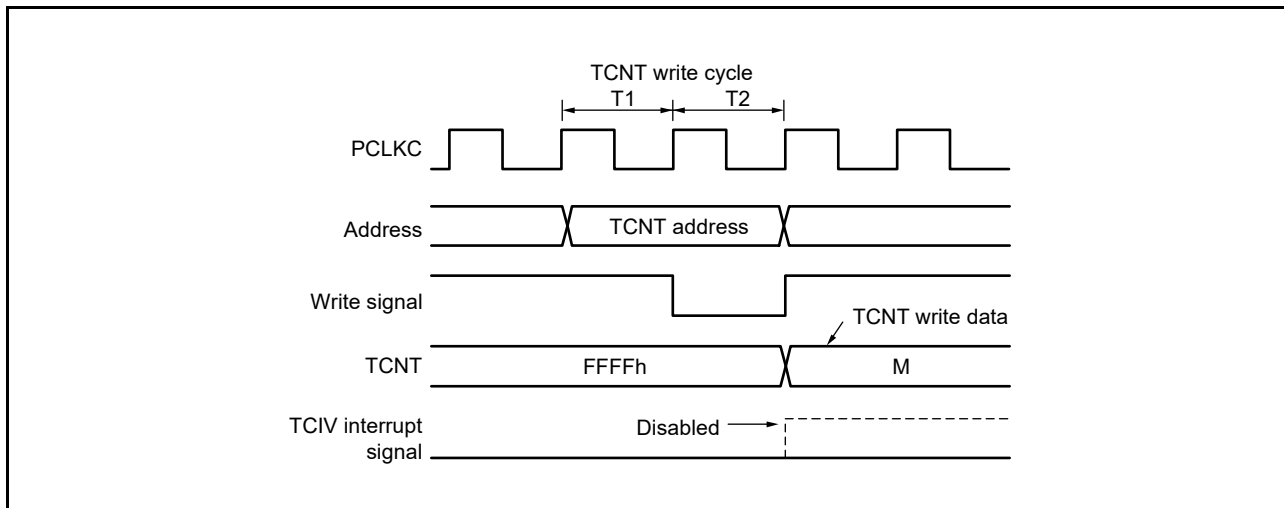 TCNT write cycle
T1 T2
PCLKC
Address TCNT address
Write signal
TCNT write data
TCNT FFFFh M
TCIV interrupt
signal
Disabled